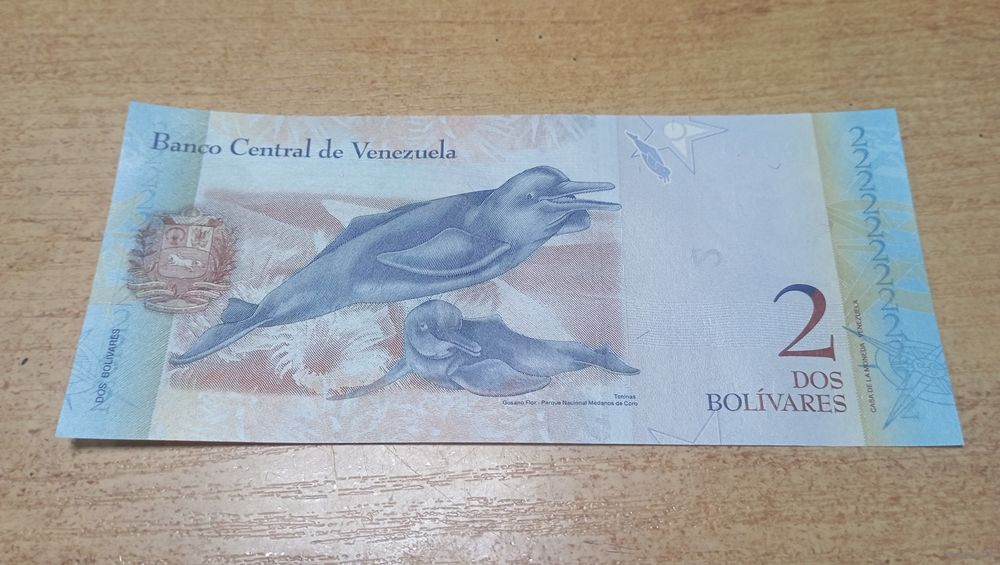 Banco Central de Venezuela
DOS BOLÍVARES
Toninas
Gusano Flor - Parque Nacional Médanos de Coro
2
DOS
BOLÍVARES
CASA DE LA MONEDA VENEZUELA
2 2 2 2 2 2 2 2